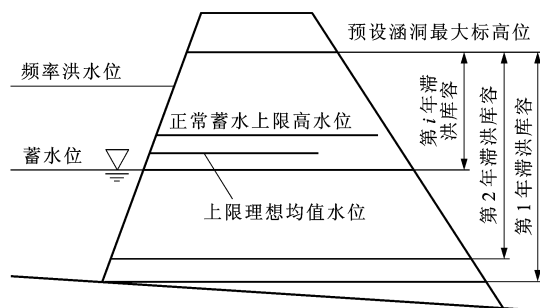 预设涵洞最大标高位
频率洪水位
正常蓄水上限高水位
蓄水位
上限理想均值水位
第i年滞
洪库容
第2年滞洪库容
第1年滞洪库容